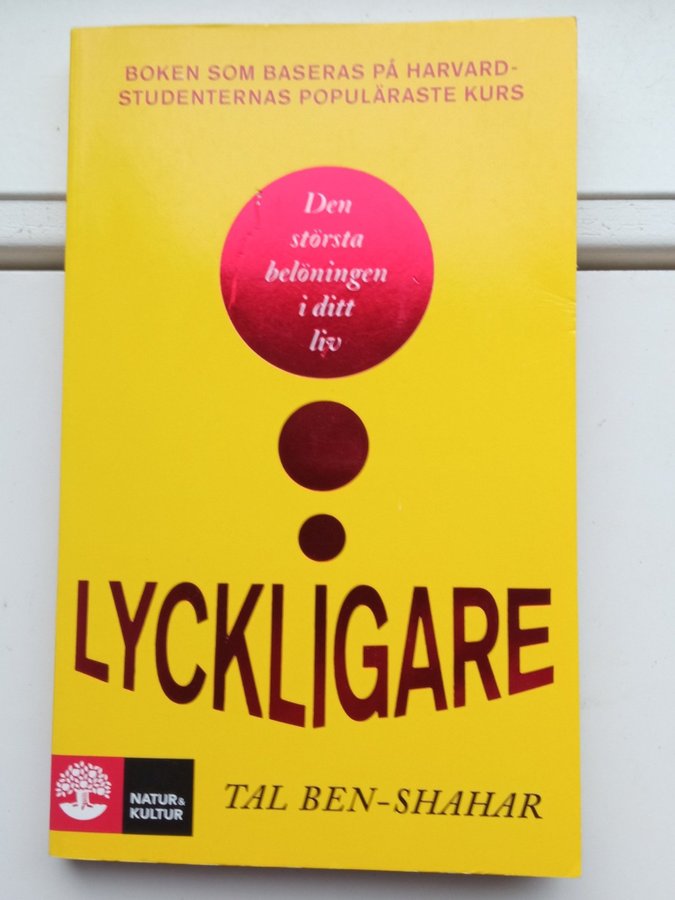 BOKEN SOM BASERAS PÅ HARVARD-
STUDENTERNAS POPULÄRASTE KURS
Den
största
belöningen
i ditt
liv
LYCKLIGARE
NATUR&
KULTUR
TAL BEN-SHAHAR